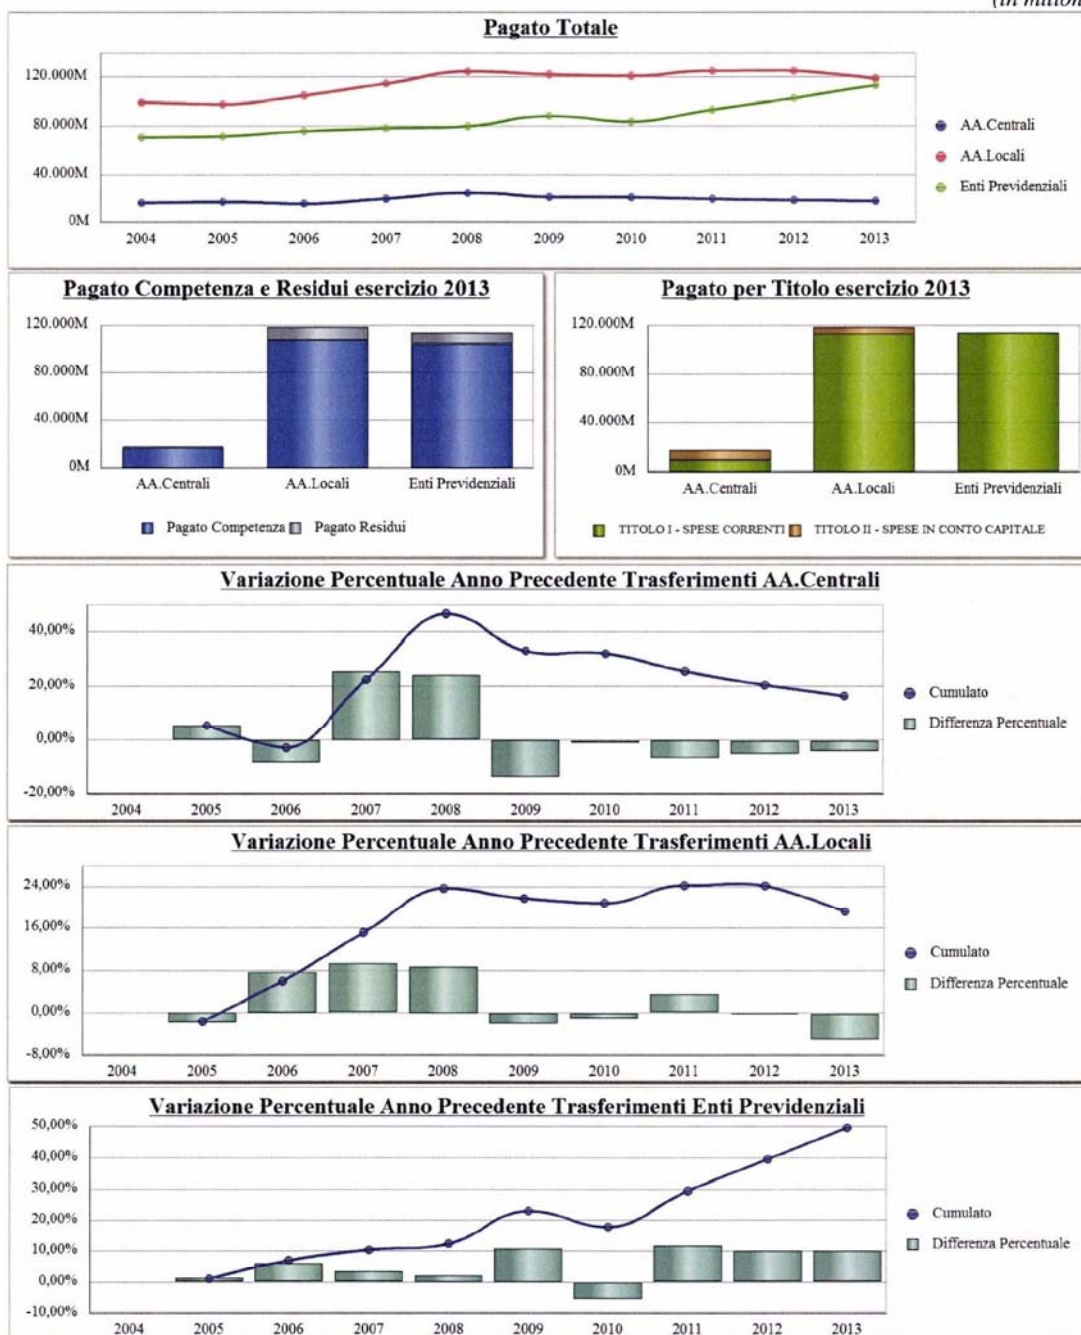 (in milion
Pagato Totale
120.000M
80.000M
40.000M
0M
2004 2005 2006 2007 2008 2009 2010 2011 2012 2013
AA.Centrali
AA.Locali
Enti Previdenziali
Pagato Competenza e Residui esercizio 2013
120.000M
80.000M
40.000M
0M
AA.Centrali AA.Locali Enti Previdenziali
Pagato Competenza Pagato Residui
Pagato per Titolo esercizio 2013
120.000M
80.000M
40.000M
0M
AA.Centrali AA.Locali Enti Previdenziali
TITOLO I - SPESE CORRENTI TITOLO II - SPESE IN CONTO CAPITALE
Variazione Percentuale Anno Precedente Trasferimenti AA.Centrali
40,00%
20,00%
0,00%
-20,00%
2004 2005 2006 2007 2008 2009 2010 2011 2012 2013
Cumulato
Differenza Percentuale
Variazione Percentuale Anno Precedente Trasferimenti AA.Locali
24,00%
16,00%
8,00%
0,00%
-8,00%
2004 2005 2006 2007 2008 2009 2010 2011 2012 2013
Cumulato
Differenza Percentuale
Variazione Percentuale Anno Precedente Trasferimenti Enti Previdenziali
50,00%
40,00%
30,00%
20,00%
10,00%
0,00%
-10,00%
2004 2005 2006 2007 2008 2009 2010 2011 2012 2013
Cumulato
Differenza Percentuale